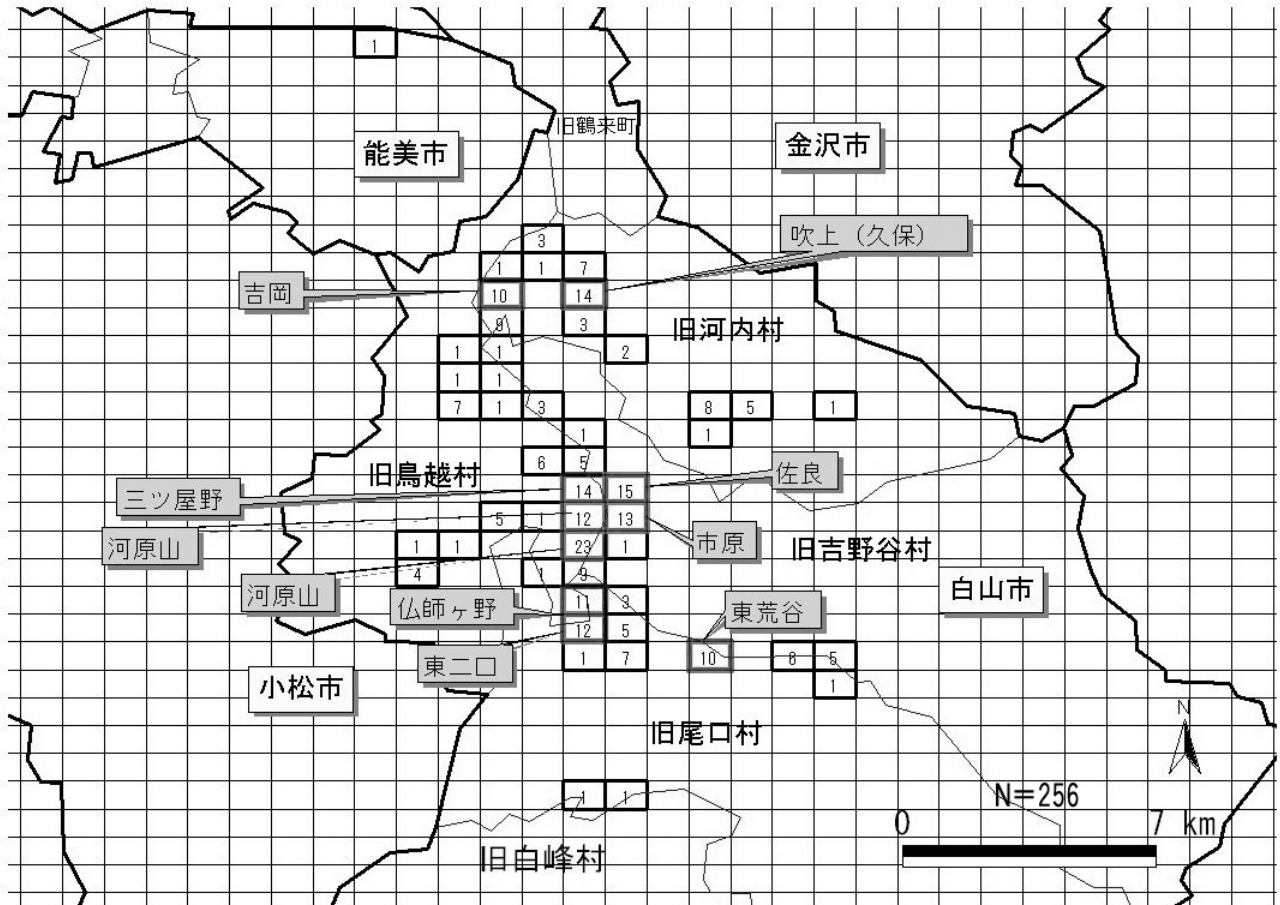 1
旧鶴来町
能美市
金沢市
3
吹上（久保）
1 1 7
吉岡
10 14
9 3
旧河内村
1 1 2
1 1
7 1 3 8 5 1
1 1
6 5
旧鳥越村
佐良
三ツ屋野
14 15
5 1 12 13
河原山
市原
1 1 23 1
旧吉野谷村
4 1 9
河原山
白山市
仏師ヶ野
11 3
東荒谷
12 5
東二口
1 7 10 8 5
小松市
1
旧尾口村
N
1 1
N=256
0 7 km
旧白峰村